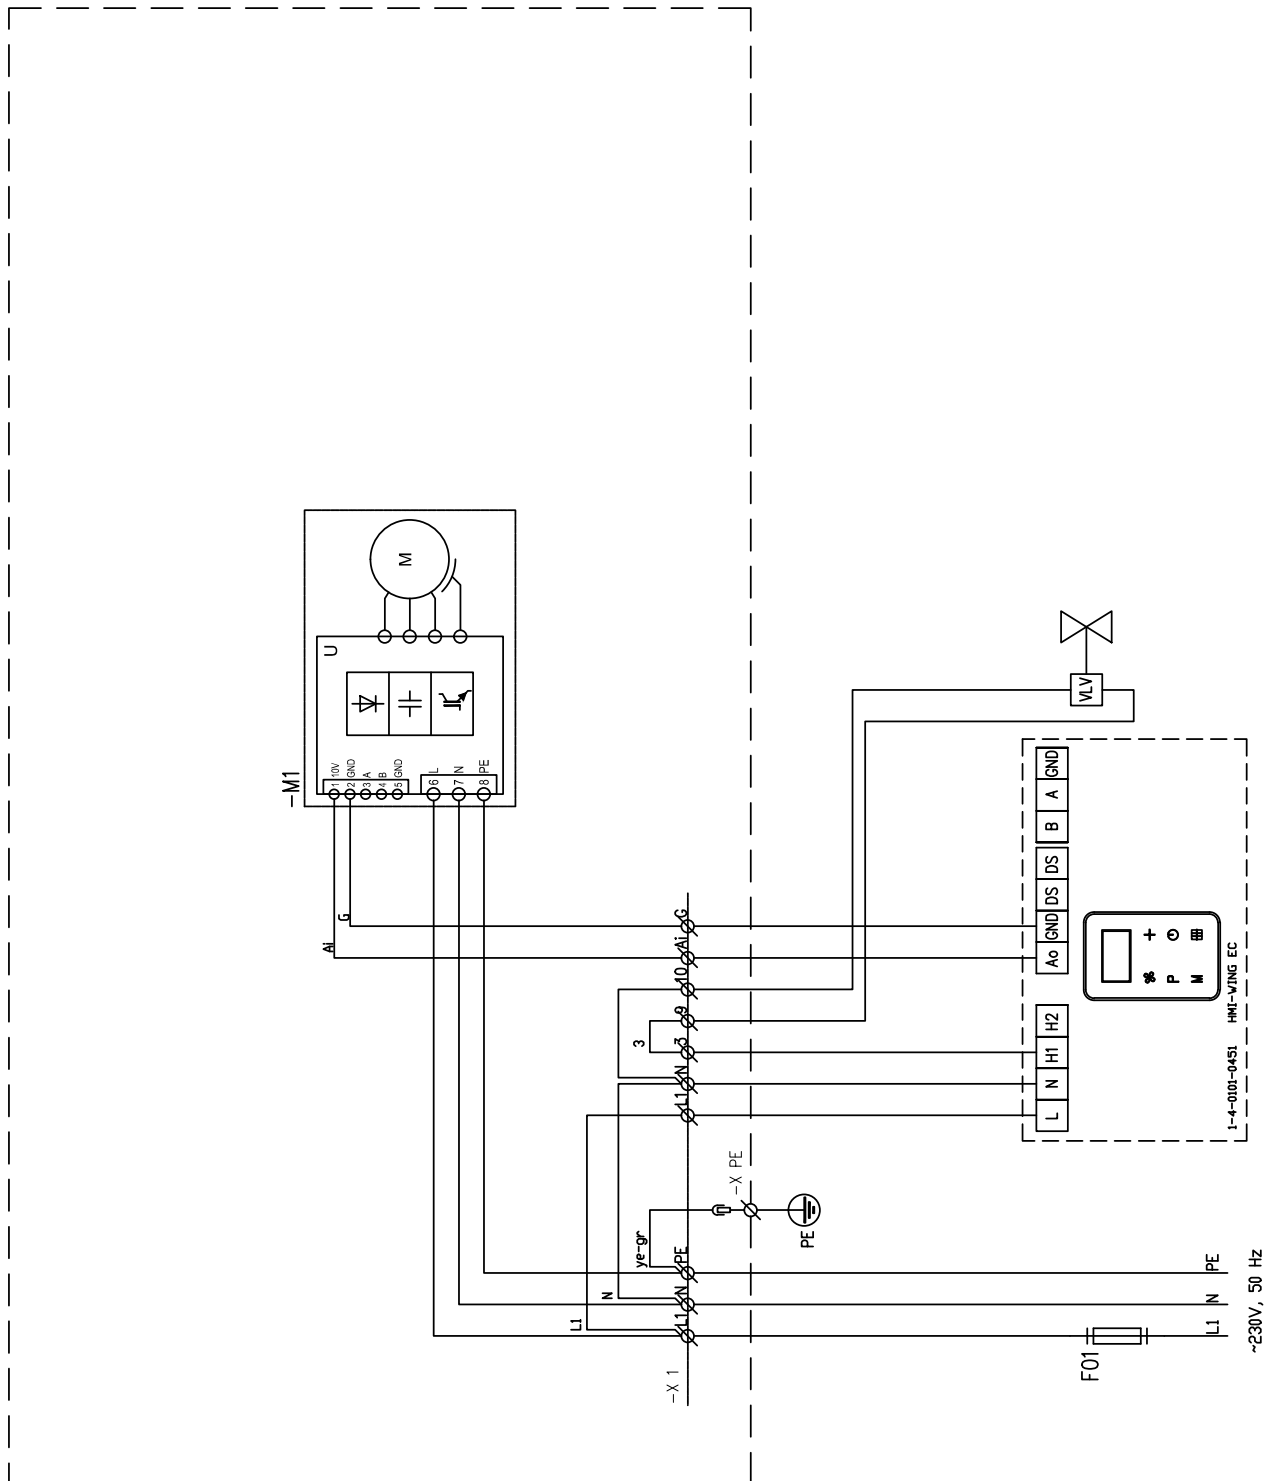 -M1
M
U
1 10V
2 GND
3 A
4 B
5 GND
6 L
7 N
8 PE
Ai
G
G
Ai
10
9
3
3
N
L1
-X PE
PE
ye-gr
PE
N
N
L1
L1
-X 1
VLV
GND
A
B
DS
DS
GND
Ao
H2
H1
N
L
+
P
M
1-4-0101-0451 HMI-WING EC
PE
N
L1
F01
~230V, 50 Hz